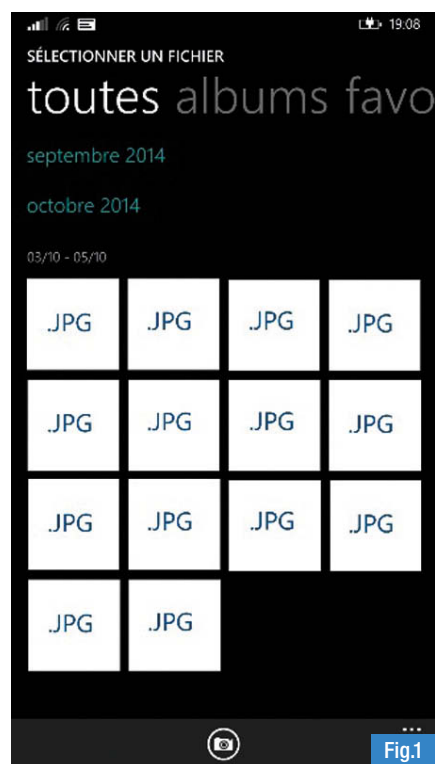 19:08
SÉLECTIONNER UN FICHIER
toutes albums favo
septembre 2014
octobre 2014
03/10 - 05/10
.JPG .JPG .JPG .JPG
.JPG .JPG .JPG .JPG
.JPG .JPG .JPG .JPG
.JPG .JPG
Fig.1